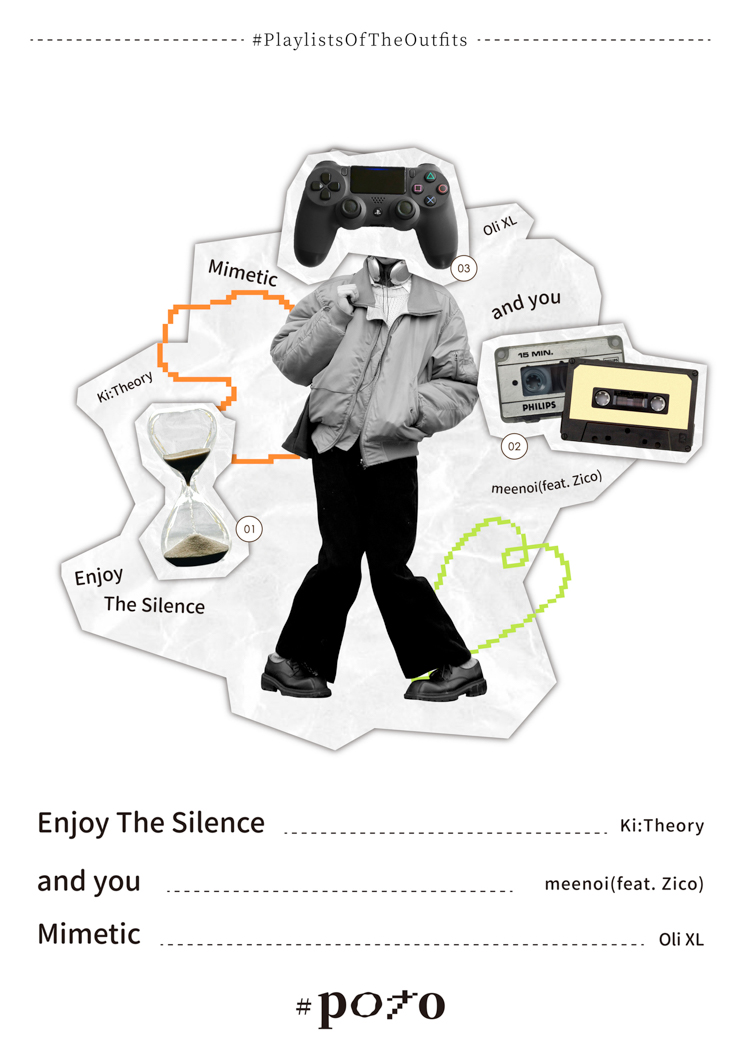 #PlaylistsOfTheOutfits
Oli XL
03
Mimetic
and you
15 MIN.
PHILIPS
Ki:Theory
02
meenoi(feat. Zico)
01
Enjoy
The Silence
Enjoy The Silence Ki:Theory
and you meenoi(feat. Zico)
Mimetic Oli XL
#poto